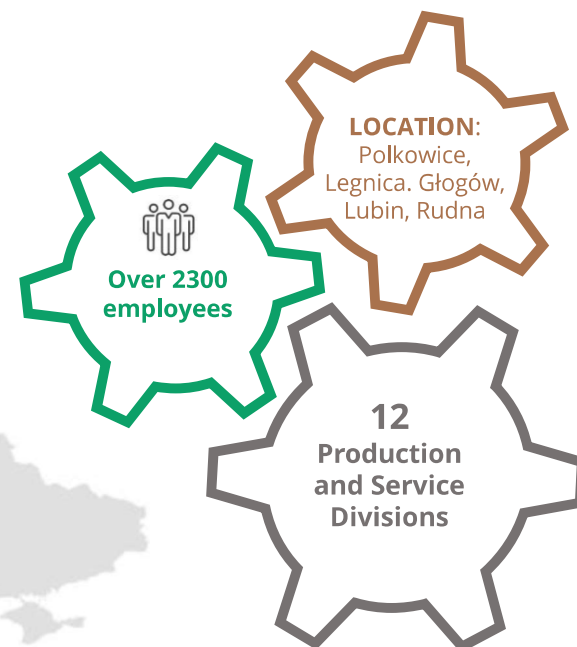 LOCATION:
Polkowice,
Legnica. Głogów,
Lubin, Rudna
Over 2300
employees
12
Production
and Service
Divisions